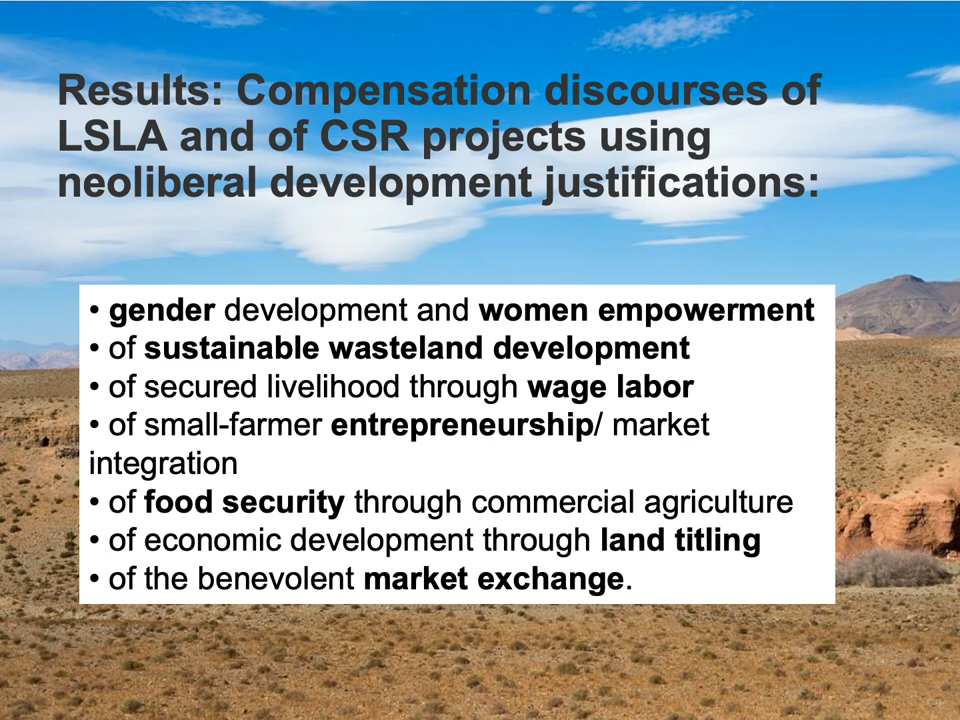 Results: Compensation discourses of
LSLA and of CSR projects using
neoliberal development justifications:
• gender development and women empowerment
• of sustainable wasteland development
• of secured livelihood through wage labor
• of small-farmer entrepreneurship/ market
integration
• of food security through commercial agriculture
• of economic development through land titling
• of the benevolent market exchange.